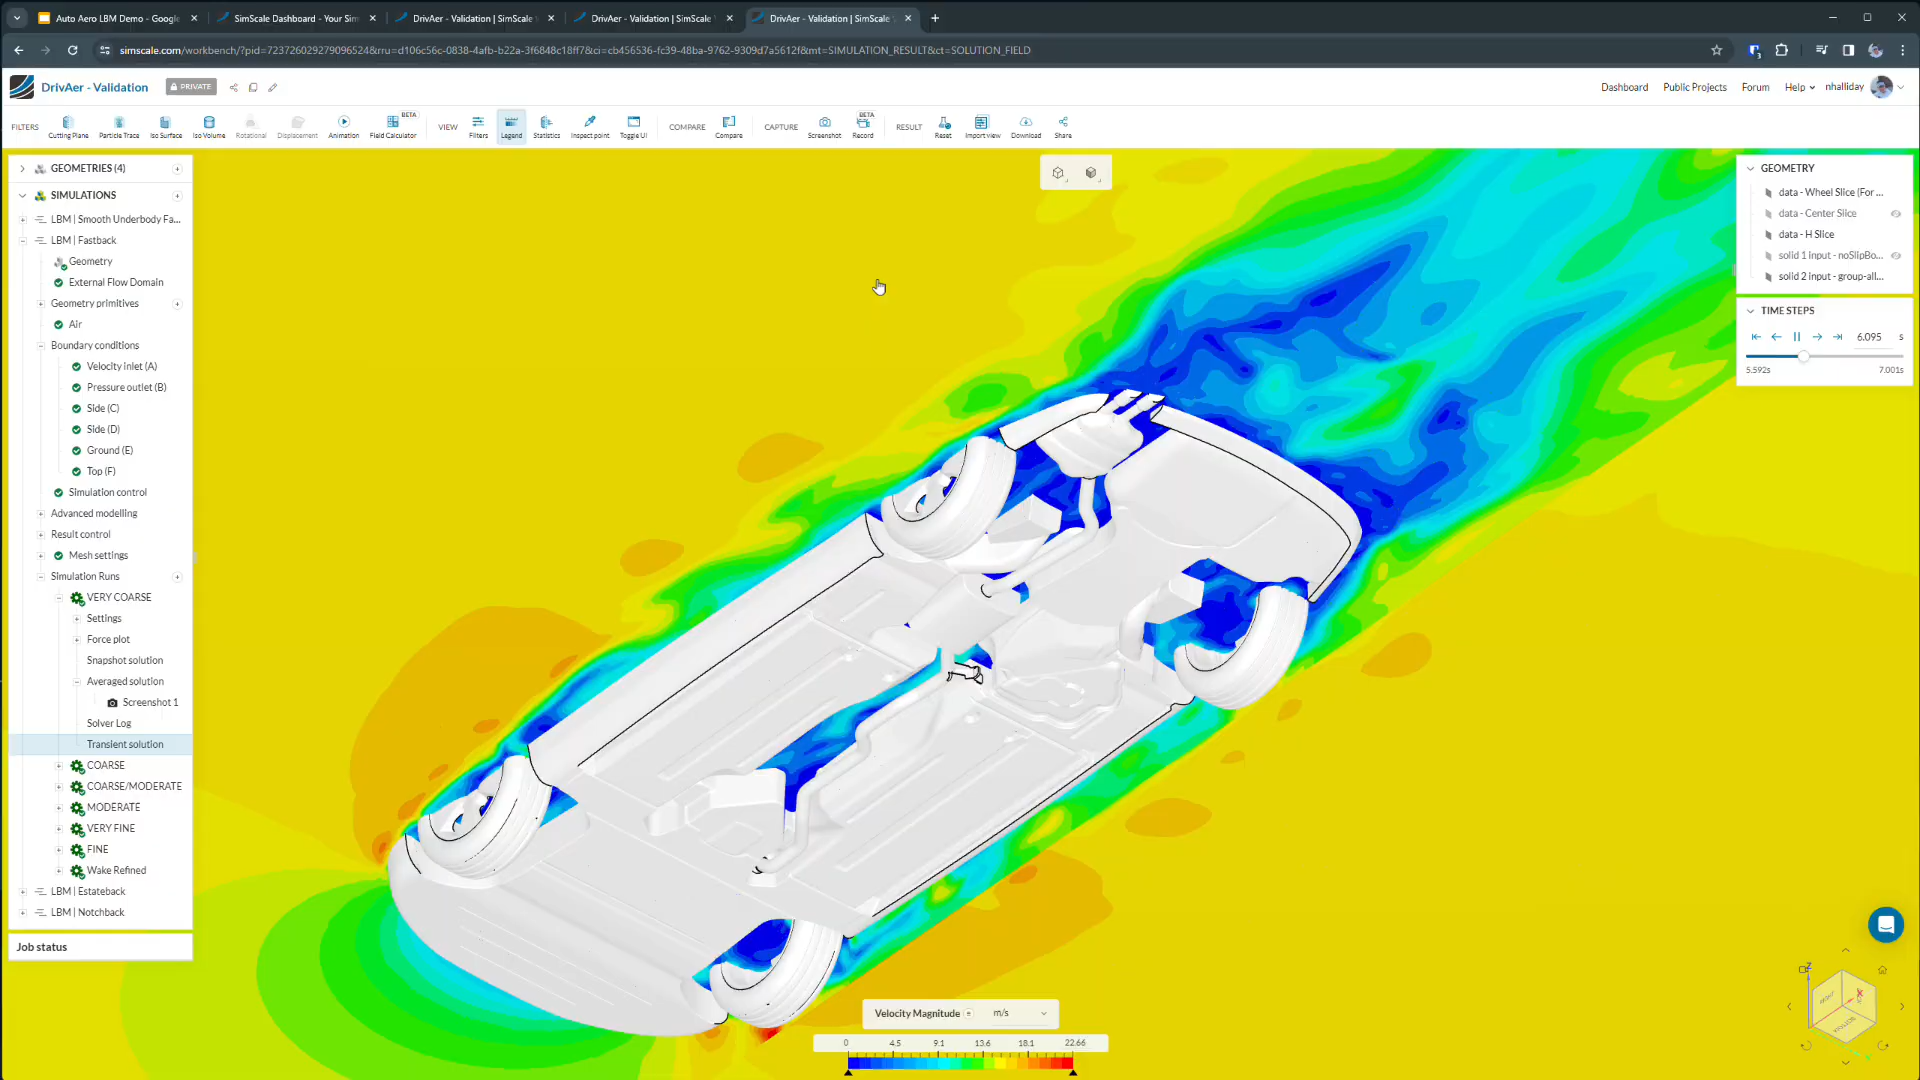 Auto Aero LBM Demo - Google
SimScale Dashboard - Your Sim
DrivAer - Validation | SimScale
DrivAer - Validation | SimScale
DrivAer - Validation | SimScale
simscale.com/workbench/?pid=7237260292790965248&rru=d106c56c-0838-4afb-b22a-3f6848c18ff7&ci=cb456536-fc39-48ba-9762-9309d7a5612f&mt=SIMULATION_RESULT&ct=SOLUTION_FIELD
DrivAer - Validation
PRIVATE
Dashboard
Public Projects
Forum
Help
nhalliday
FILTERS
Cutting Plane
Particle Trace
Iso Surface
Iso Volume
Rotational
Displacement
Animation
BETA
Field Calculator
VIEW
Filters
Legend
Statistics
Inspect point
Toggle UI
COMPARE
Compare
CAPTURE
Screenshot
BETA
Record
RESULT
Reset
Import view
Download
Share
GEOMETRIES (4)
SIMULATIONS
LBM | Smooth Underbody Fa...
LBM | Fastback
Geometry
External Flow Domain
Geometry primitives
Air
Boundary conditions
Velocity inlet (A)
Pressure outlet (B)
Side (C)
Side (D)
Ground (E)
Top (F)
Simulation control
Advanced modelling
Result control
Mesh settings
Simulation Runs
VERY COARSE
Settings
Force plot
Snapshot solution
Averaged solution
Screenshot 1
Solver Log
Transient solution
COARSE
COARSE/MODERATE
MODERATE
VERY FINE
FINE
Wake Refined
LBM | Estateback
LBM | Notchback
Job status
GEOMETRY
data - Wheel Slice (For ...
data - Center Slice
data - H Slice
solid 1 input - noSlipBo...
solid 2 input - group-all...
TIME STEPS
6.095 s
5.592s
7.001s
Velocity Magnitude
m/s
0 4.5 9.1 13.6 18.1 22.66
Z
X